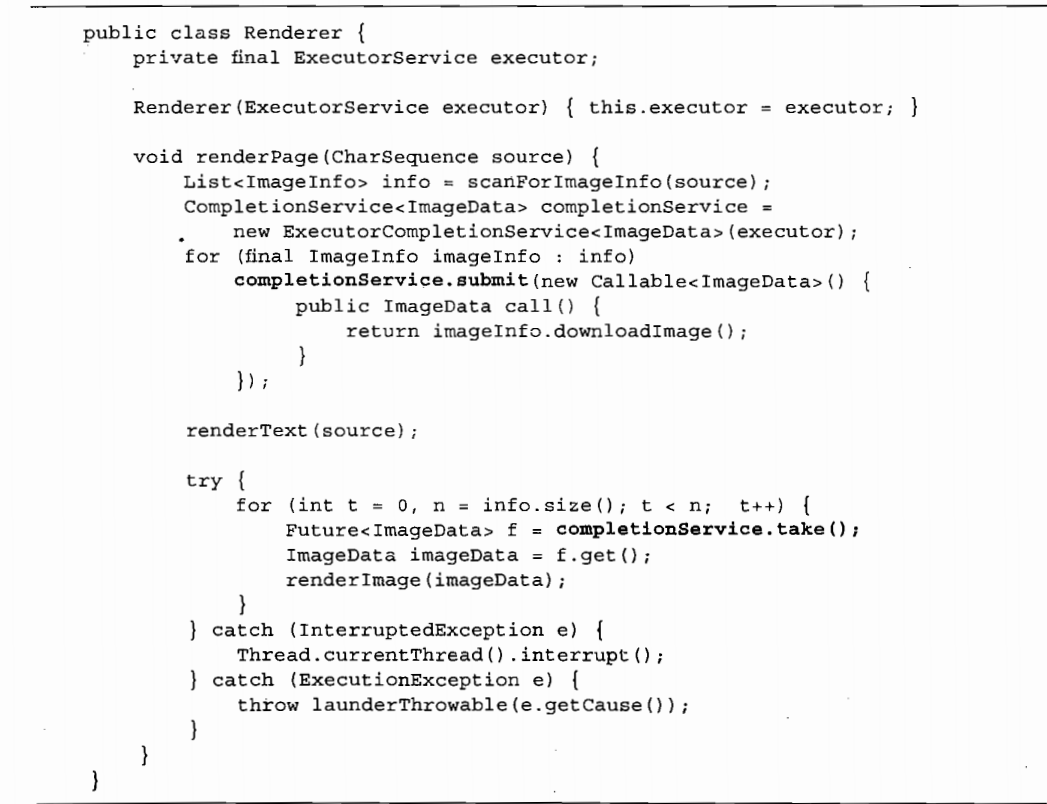 public class Renderer {
private final ExecutorService executor;
Renderer(ExecutorService executor) { this.executor = executor; }
void renderPage(CharSequence source) {
List<ImageInfo> info = scanForImageInfo(source);
CompletionService<ImageData> completionService =
new ExecutorCompletionService<ImageData>(executor);
for (final ImageInfo imageInfo : info)
completionService.submit(new Callable<ImageData>() {
public ImageData call() {
return imageInfo.downloadImage();
}
});
renderText(source);
try {
for (int t = 0, n = info.size(); t < n; t++) {
Future<ImageData> f = completionService.take();
ImageData imageData = f.get();
renderImage(imageData);
}
} catch (InterruptedException e) {
Thread.currentThread().interrupt();
} catch (ExecutionException e) {
throw launderThrowable(e.getCause());
}
}
}